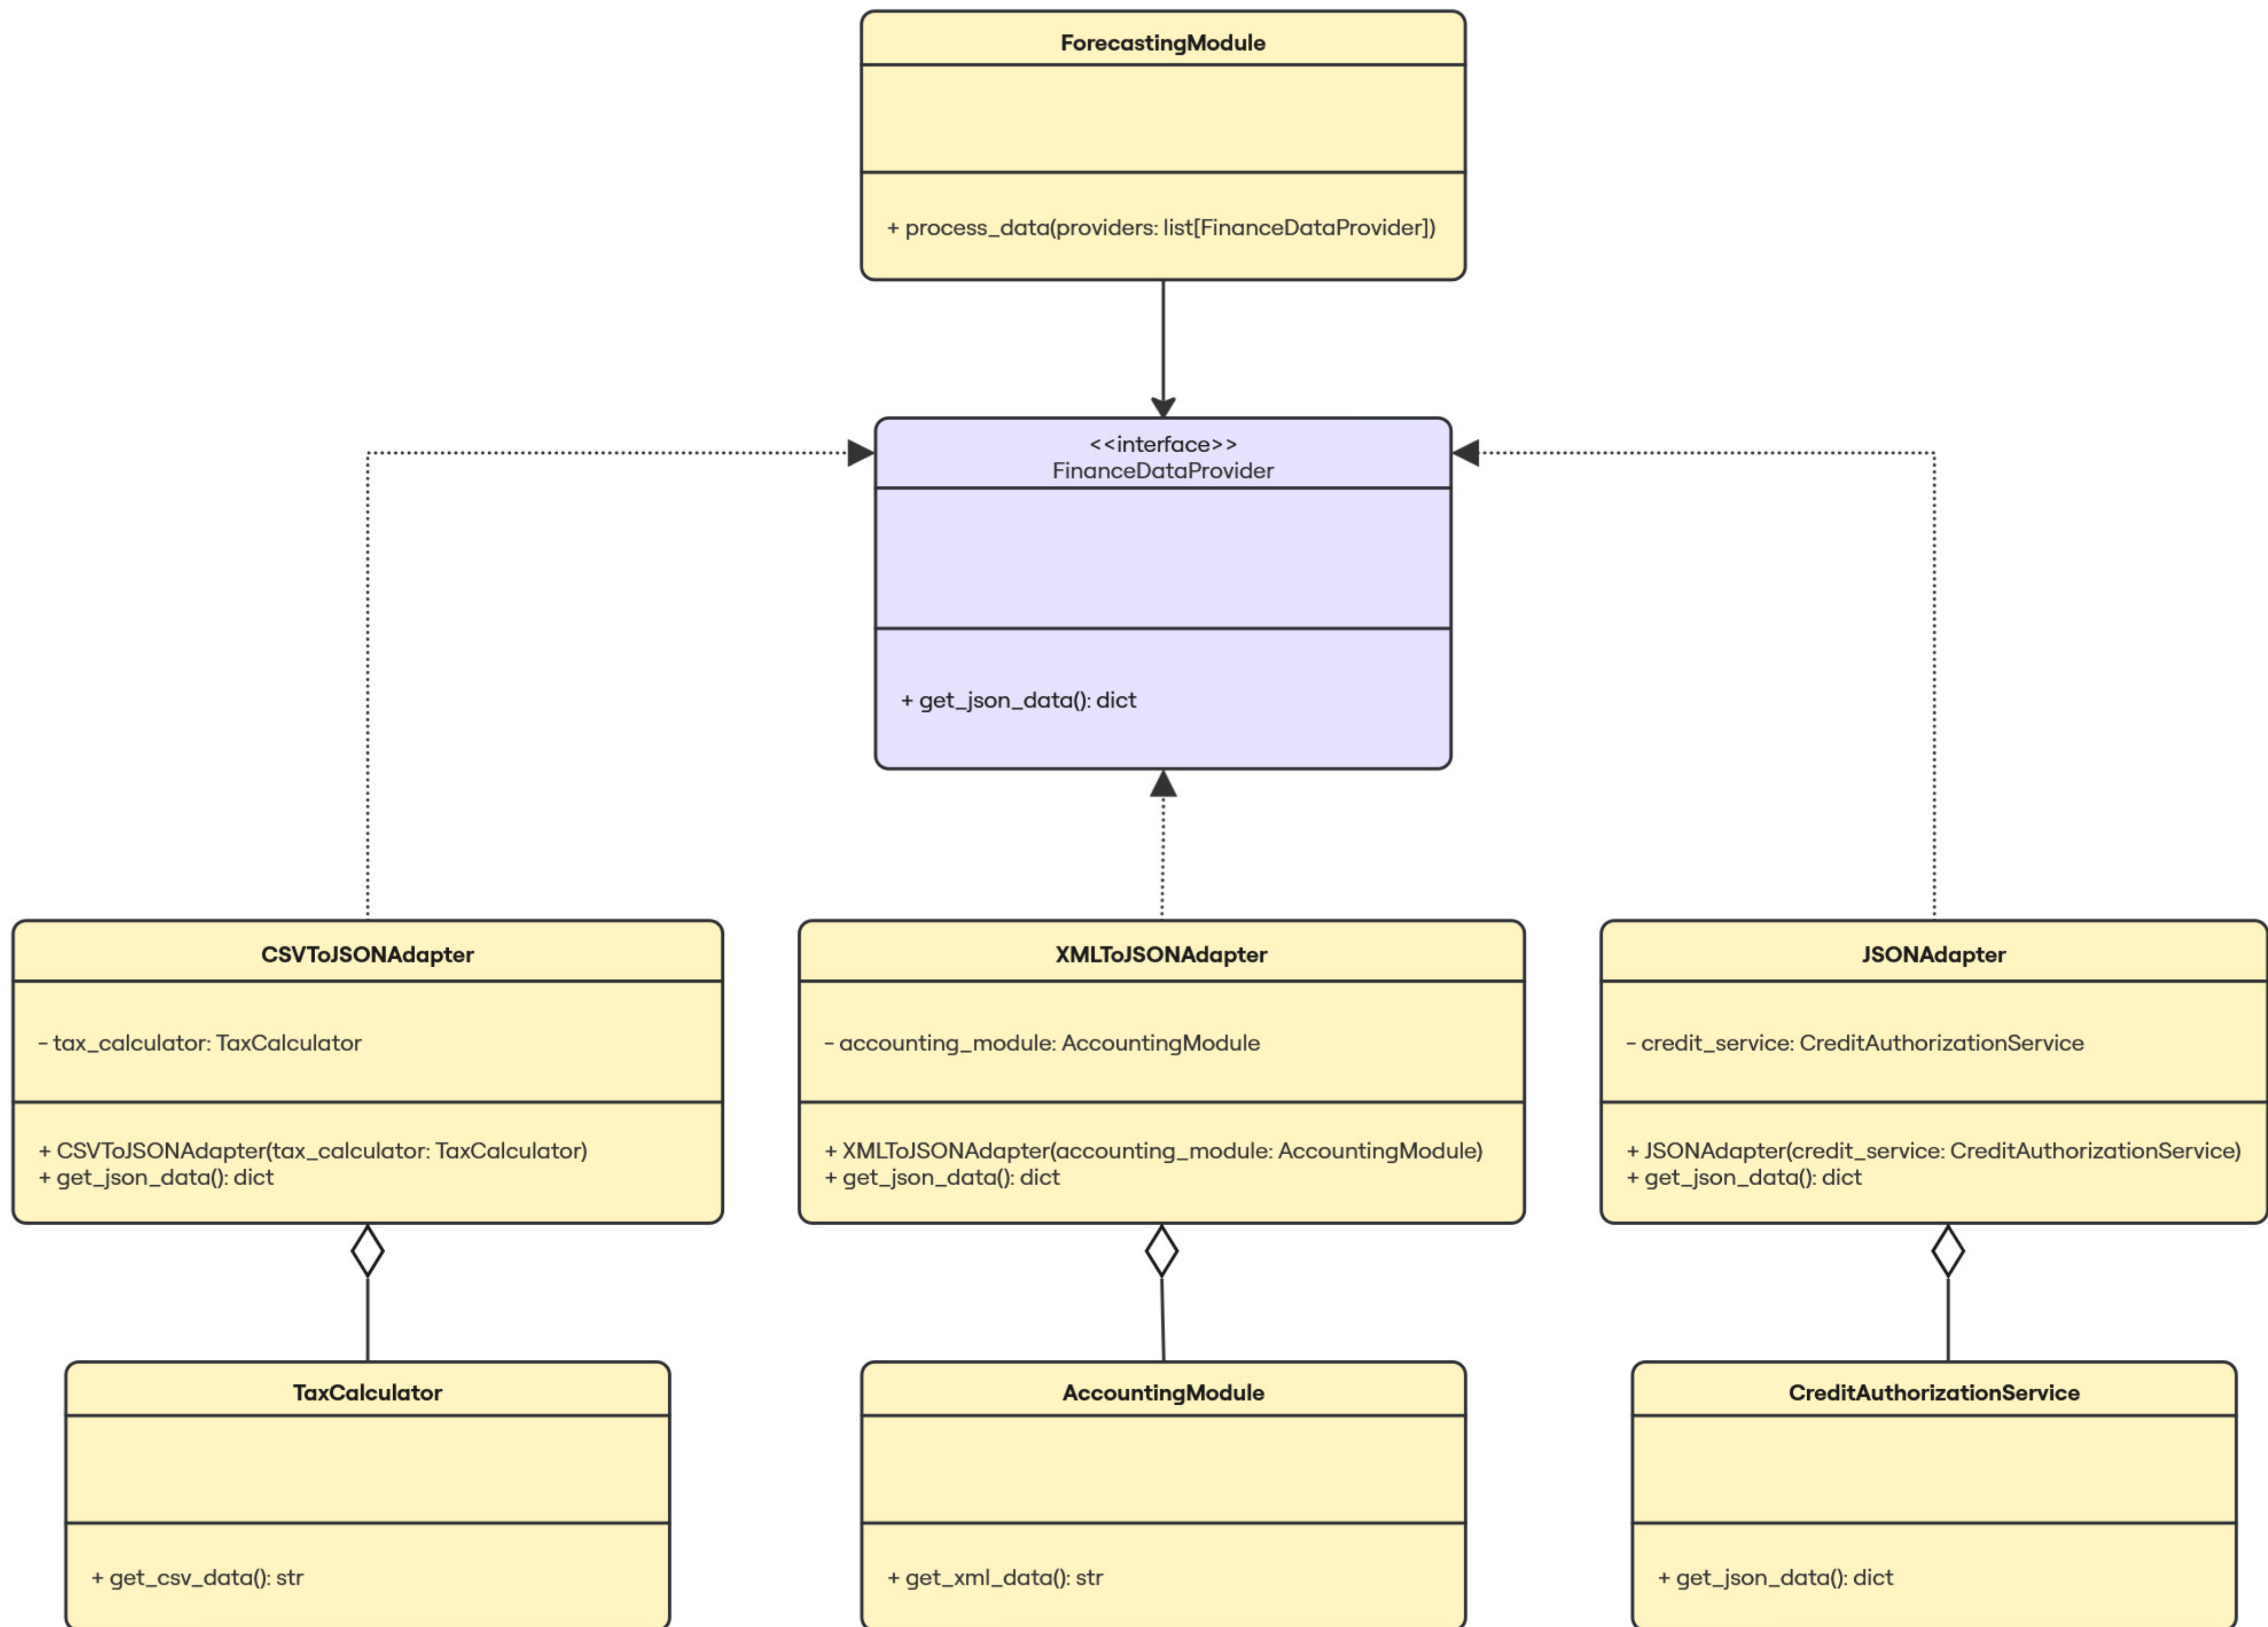 ForecastingModule
+ process_data(providers: list[FinanceDataProvider])
<<interface>>
FinanceDataProvider
+ get_json_data(): dict
CSVToJSONAdapter
- tax_calculator: TaxCalculator
+ CSVToJSONAdapter(tax_calculator: TaxCalculator)
+ get_json_data(): dict
XMLToJSONAdapter
- accounting_module: AccountingModule
+ XMLToJSONAdapter(accounting_module: AccountingModule)
+ get_json_data(): dict
JSONAdapter
- credit_service: CreditAuthorizationService
+ JSONAdapter(credit_service: CreditAuthorizationService)
+ get_json_data(): dict
TaxCalculator
+ get_csv_data(): str
AccountingModule
+ get_xml_data(): str
CreditAuthorizationService
+ get_json_data(): dict